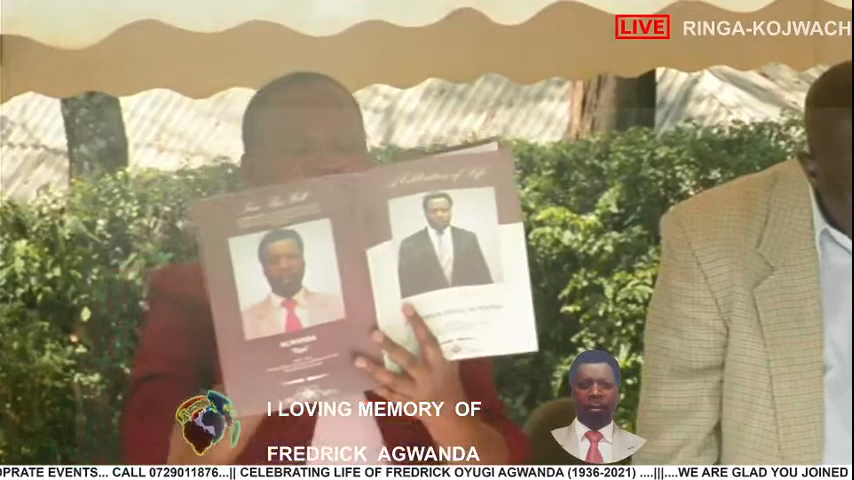 LIVE RINGA-KOJWACH
A Celebration of Life
AGWANDA
I LOVING MEMORY OF
FREDRICK AGWANDA
OPRATE EVENTS... CALL 0729011876...|| CELEBRATING LIFE OF FREDRICK OYUGI AGWANDA (1936-2021) ....|||....WE ARE GLAD YOU JOINED